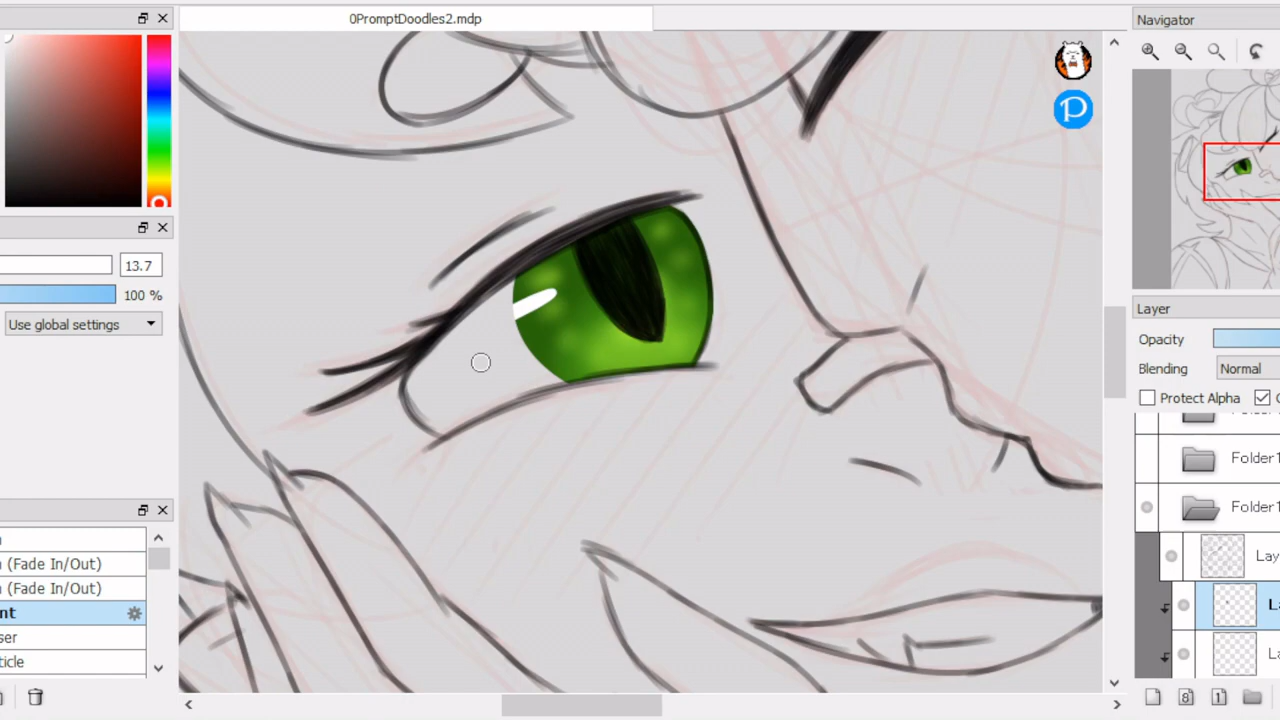 0PromptDoodles2.mdp
Navigator
13.7
100 %
Use global settings
Layer
Opacity
Blending
Normal
Protect Alpha
Folder1
Folder1
(Fade In/Out)
(Fade In/Out)
Lay
nt
La
ser
ticle
La